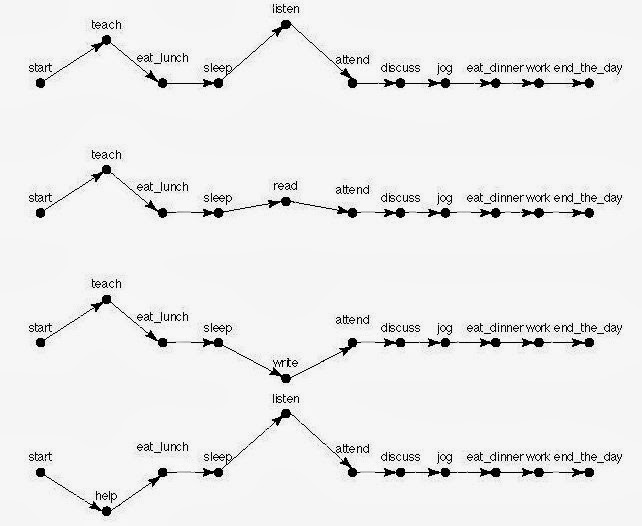 listen
teach
start eat_lunch sleep attend discuss jog eat_dinner work end_the_day
teach
start eat_lunch sleep read attend discuss jog eat_dinner work end_the_day
teach
start eat_lunch sleep attend discuss jog eat_dinner work end_the_day
write
listen
start eat_lunch sleep attend discuss jog eat_dinner work end_the_day
help